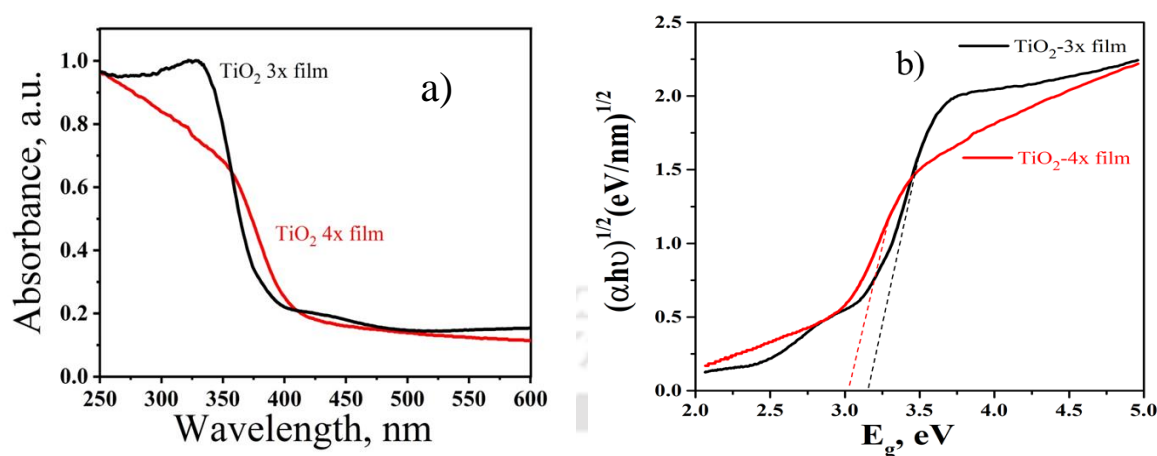 a)
TiO₂ 3x film
TiO₂ 4x film
Absorbance, a.u.
1.0
0.8
0.6
0.4
0.2
0.0
250 300 350 400 450 500 550 600
Wavelength, nm
b)
TiO₂-3x film
TiO₂-4x film
(αhυ)^1/2 (eV/nm)^1/2
2.5
2.0
1.5
1.0
0.5
0.0
2.0 2.5 3.0 3.5 4.0 4.5 5.0
E_g, eV